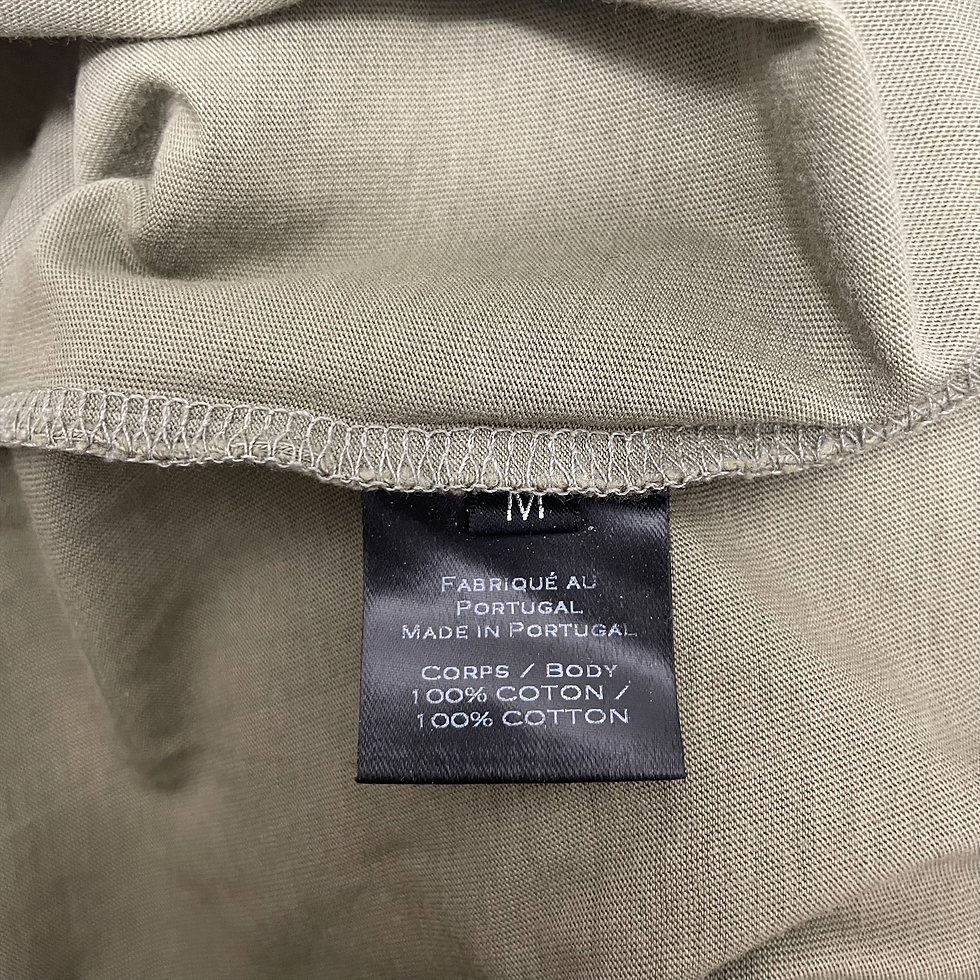 M
FABRIQUÉ AU
PORTUGAL
MADE IN PORTUGAL
CORPS / BODY
100% COTON /
100% COTTON